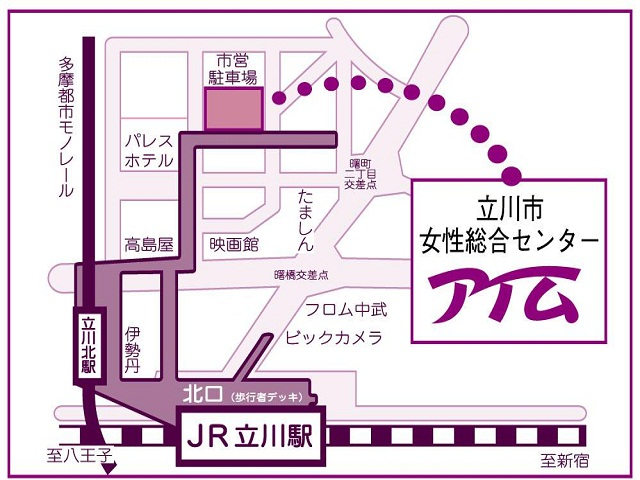 多摩都市モノレール
市営
駐車場
パレス
ホテル
曙町
二丁目
交差点
立川市
女性総合センター
アイム
たましん
高島屋
映画館
曙橋交差点
フロム中武
ビックカメラ
立川北駅
伊勢丹
北口(歩行者デッキ)
JR立川駅
至八王子
至新宿